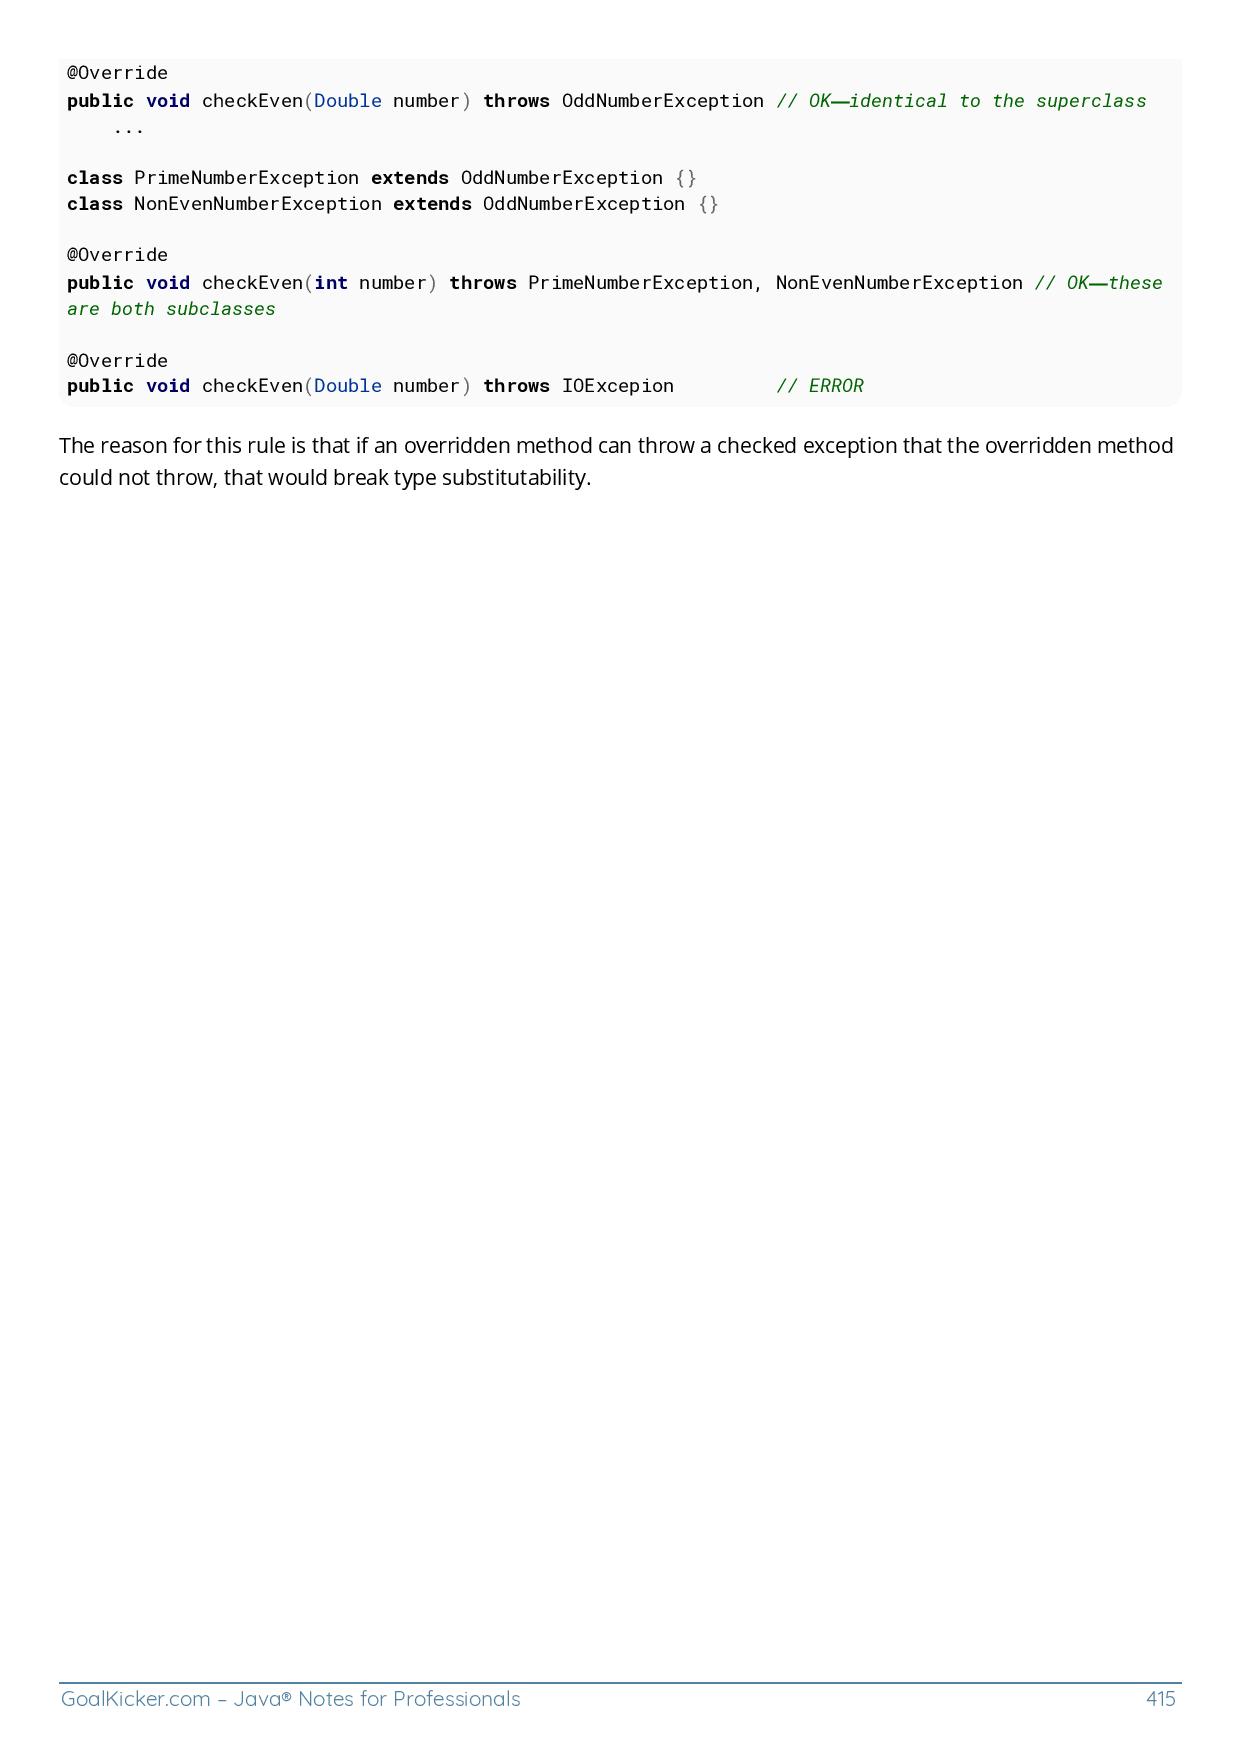 @Override
public void checkEven(Double number) throws OddNumberException // OK—identical to the superclass
    ...
class PrimeNumberException extends OddNumberException {}
class NonEvenNumberException extends OddNumberException {}
@Override
public void checkEven(int number) throws PrimeNumberException, NonEvenNumberException // OK—these
are both subclasses
@Override
public void checkEven(Double number) throws IOExcepion         // ERROR
The reason for this rule is that if an overridden method can throw a checked exception that the overridden method
could not throw, that would break type substitutability.
GoalKicker.com – Java® Notes for Professionals 415